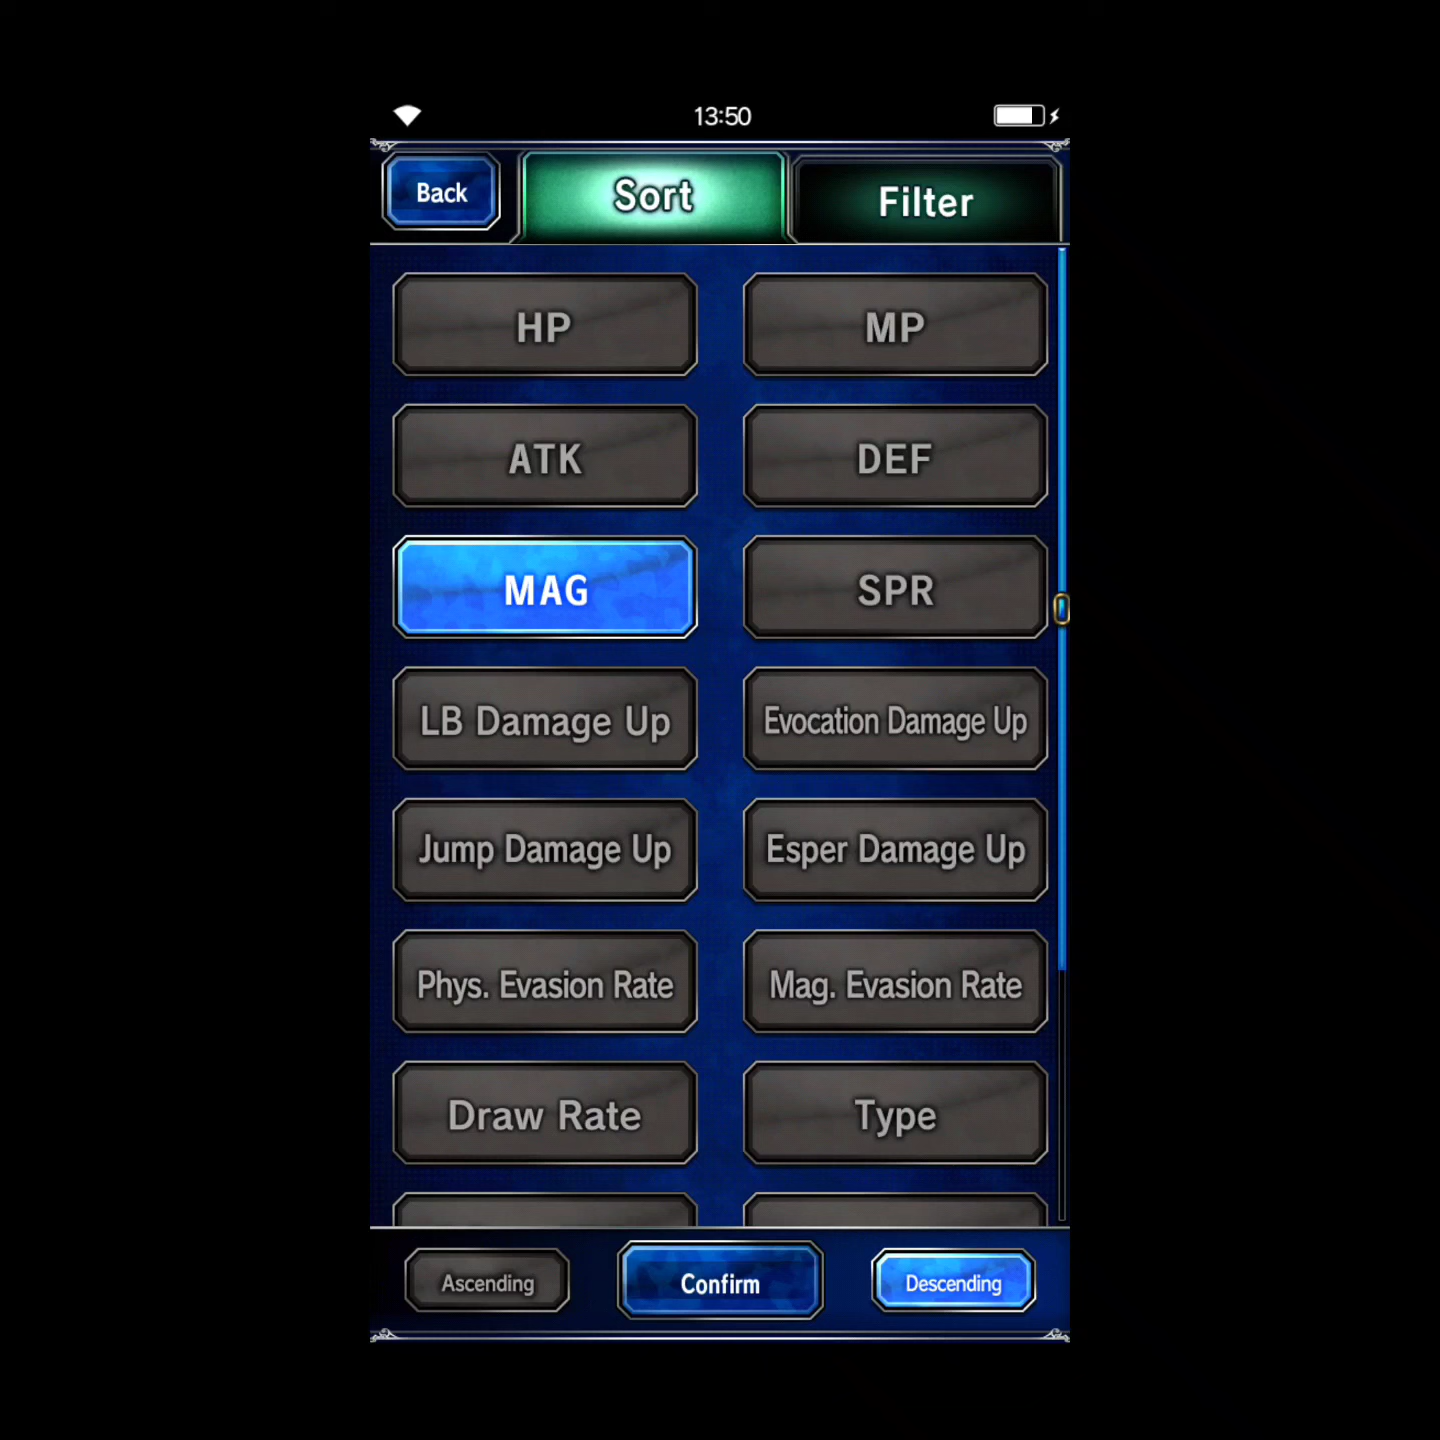 13:50
Back
Sort
Filter
HP
MP
ATK
DEF
MAG
SPR
LB Damage Up
Evocation Damage Up
Jump Damage Up
Esper Damage Up
Phys. Evasion Rate
Mag. Evasion Rate
Draw Rate
Type
Ascending
Confirm
Descending